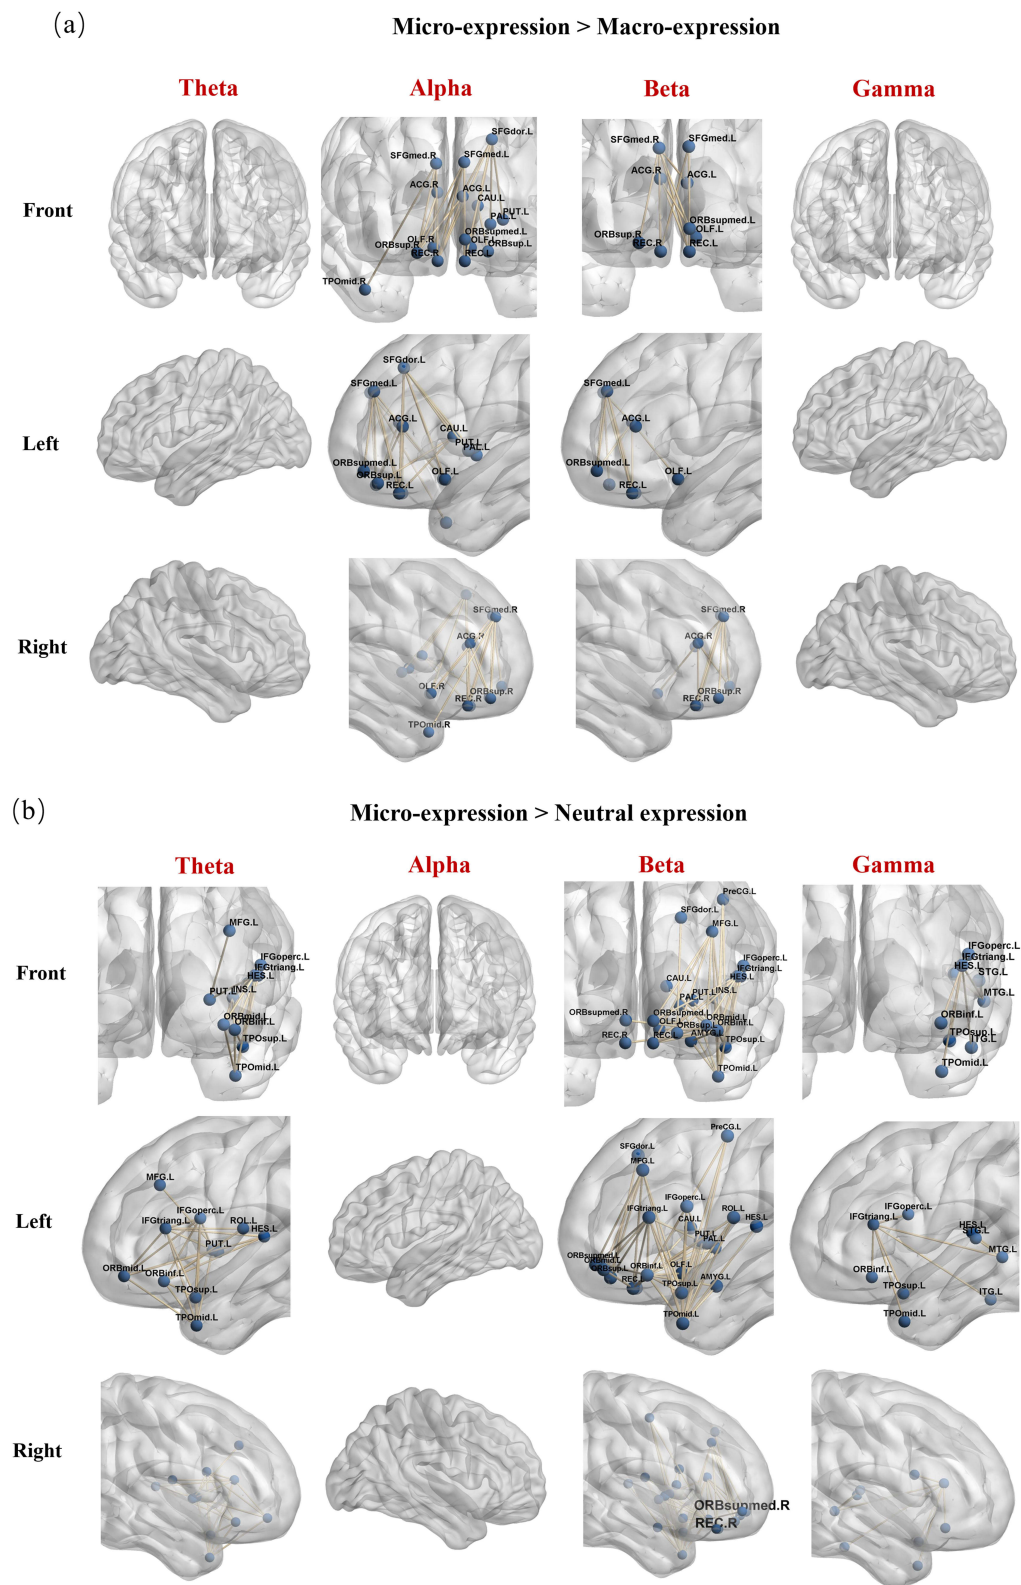 (a)
Micro-expression > Macro-expression
Theta
Alpha
Beta
Gamma
Front
SFGdor.L
SFGmed.R
SFGmed.L
ACG.R
ACG.L
CAU.L
PUT.L
PAL.L
ORBsupmed.L
OLF.R
OLF.L
ORBsup.R
ORBsup.L
REC.R
REC.L
TPOmid.R
SFGmed.R
SFGmed.L
ACG.R
ACG.L
ORBsupmed.L
OLF.L
ORBsup.R
REC.R
REC.L
Left
SFGdor.L
SFGmed.L
ACG.L
CAU.L
PUT.L
PAL.L
ORBsupmed.L
ORBsup.L
OLF.L
REC.L
SFGmed.L
ACG.L
ORBsupmed.L
OLF.L
REC.L
Right
SFGmed.R
ACG.R
OLF.R
ORBsup.R
REC.R
TPOmid.R
SFGmed.R
ACG.R
ORBsup.R
REC.R
(b)
Micro-expression > Neutral expression
Theta
Alpha
Beta
Gamma
Front
MFG.L
IFGoperc.L
IFGtriang.L
HES.L
INS.L
PUT.L
ORBmid.L
ORBinf.L
TPOsup.L
TPOmid.L
PreCG.L
SFGdor.L
MFG.L
IFGoperc.L
IFGtriang.L
HES.L
CAU.L
INS.L
PUT.L
PAL.L
ORBmid.L
ORBsupmed.R
ORBsupmed.L
ORBinf.L
OLF.L
ORBsup.L
AMYG.L
REC.R
REC.L
TPOsup.L
TPOmid.L
IFGoperc.L
IFGtriang.L
HES.L
STG.L
MTG.L
ORBinf.L
TPOsup.L
ITG.L
TPOmid.L
Left
MFG.L
IFGoperc.L
IFGtriang.L
ROL.L
HES.L
PUT.L
ORBmid.L
ORBinf.L
TPOsup.L
TPOmid.L
PreCG.L
SFGdor.L
MFG.L
IFGoperc.L
IFGtriang.L
ROL.L
CAU.L
HES.L
PUT.L
PAL.L
ORBsupmed.L
ORBmid.L
ORBsup.L
ORBinf.L
OLF.L
REC.L
TPOsup.L
AMYG.L
TPOmid.L
IFGoperc.L
IFGtriang.L
HES.L
STG.L
MTG.L
ORBinf.L
TPOsup.L
ITG.L
TPOmid.L
Right
ORBsupmed.R
REC.R